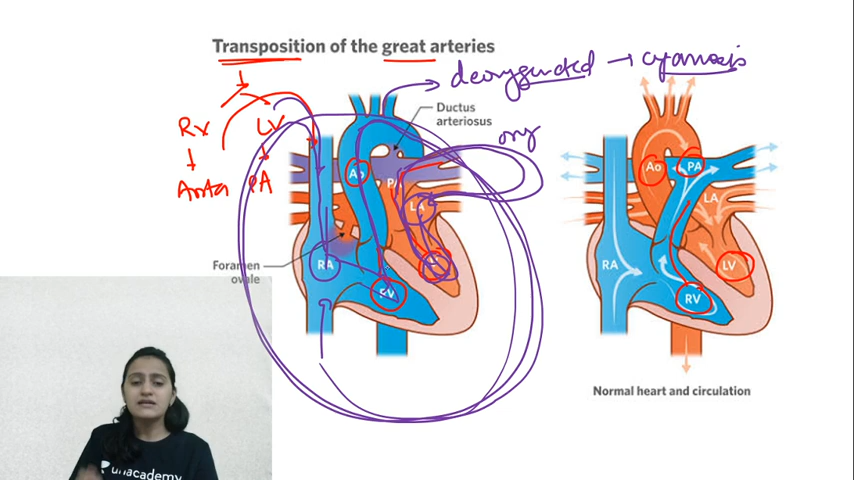 Transposition of the great arteries
deoxygenated → cyanosis
Ductus
arteriosus
RV LV
↓ ↓
Aorta PA
oxy
Ao
P
LA
Foramen
ovale
RA
RV
Ao PA
LA
RA
LV
RV
Normal heart and circulation
unacademy